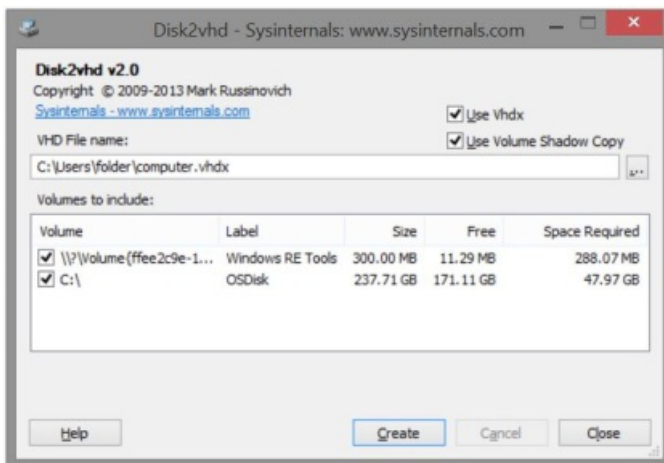 Disk2vhd - Sysinternals: www.sysinternals.com
Disk2vhd v2.0
Copyright © 2009-2013 Mark Russinovich
Sysinternals - www.sysinternals.com
Use Vhdx
VHD File name:
Use Volume Shadow Copy
C:\Users\folder\computer.vhdx
...
Volumes to include:
Volume Label Size Free Space Required
\\?\Volume{ffee2c9e-1... Windows RE Tools 300.00 MB 11.29 MB 288.07 MB
C:\ OSDisk 237.71 GB 171.11 GB 47.97 GB
Help Create Cancel Close